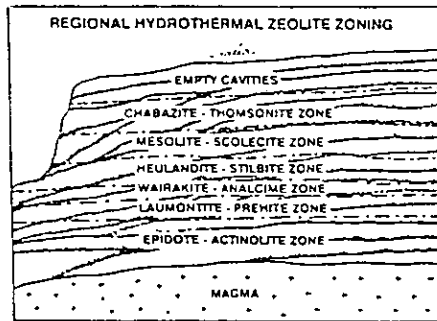 REGIONAL HYDROTHERMAL ZEOLITE ZONING
EMPTY CAVITIES
CHABAZITE - THOMSONITE ZONE
MESOLITE - SCOLECITE ZONE
HEULANDITE - STILBITE ZONE
WAIRAKITE - ANALCIME ZONE
LAUMONTITE - PREHITE ZONE
EPIDOTE - ACTINOLITE ZONE
MAGMA